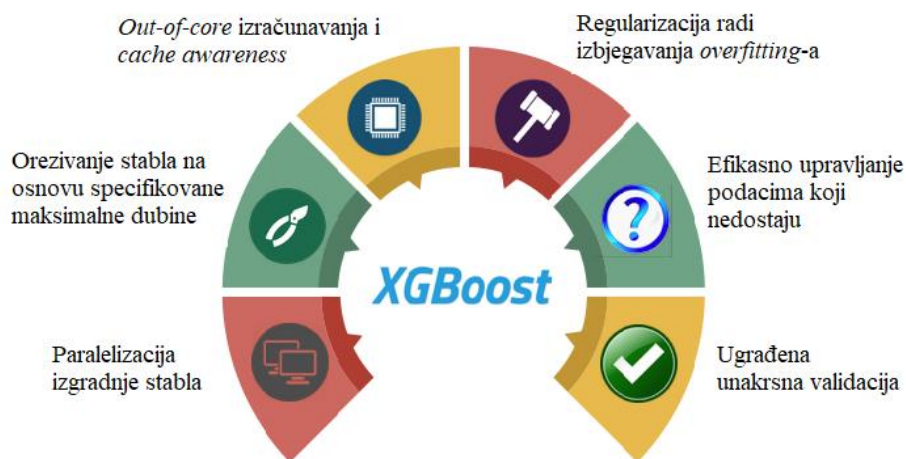 Out-of-core izračunavanja i
cache awareness
Regularizacija radi
izbjegavanja overfitting-a
Orezivanje stabla na
osnovu specifikovane
maksimalne dubine
Efikasno upravljanje
podacima koji
nedostaju
XGBoost
Paralelizacija
izgradnje stabla
Ugrađena
unakrsna validacija